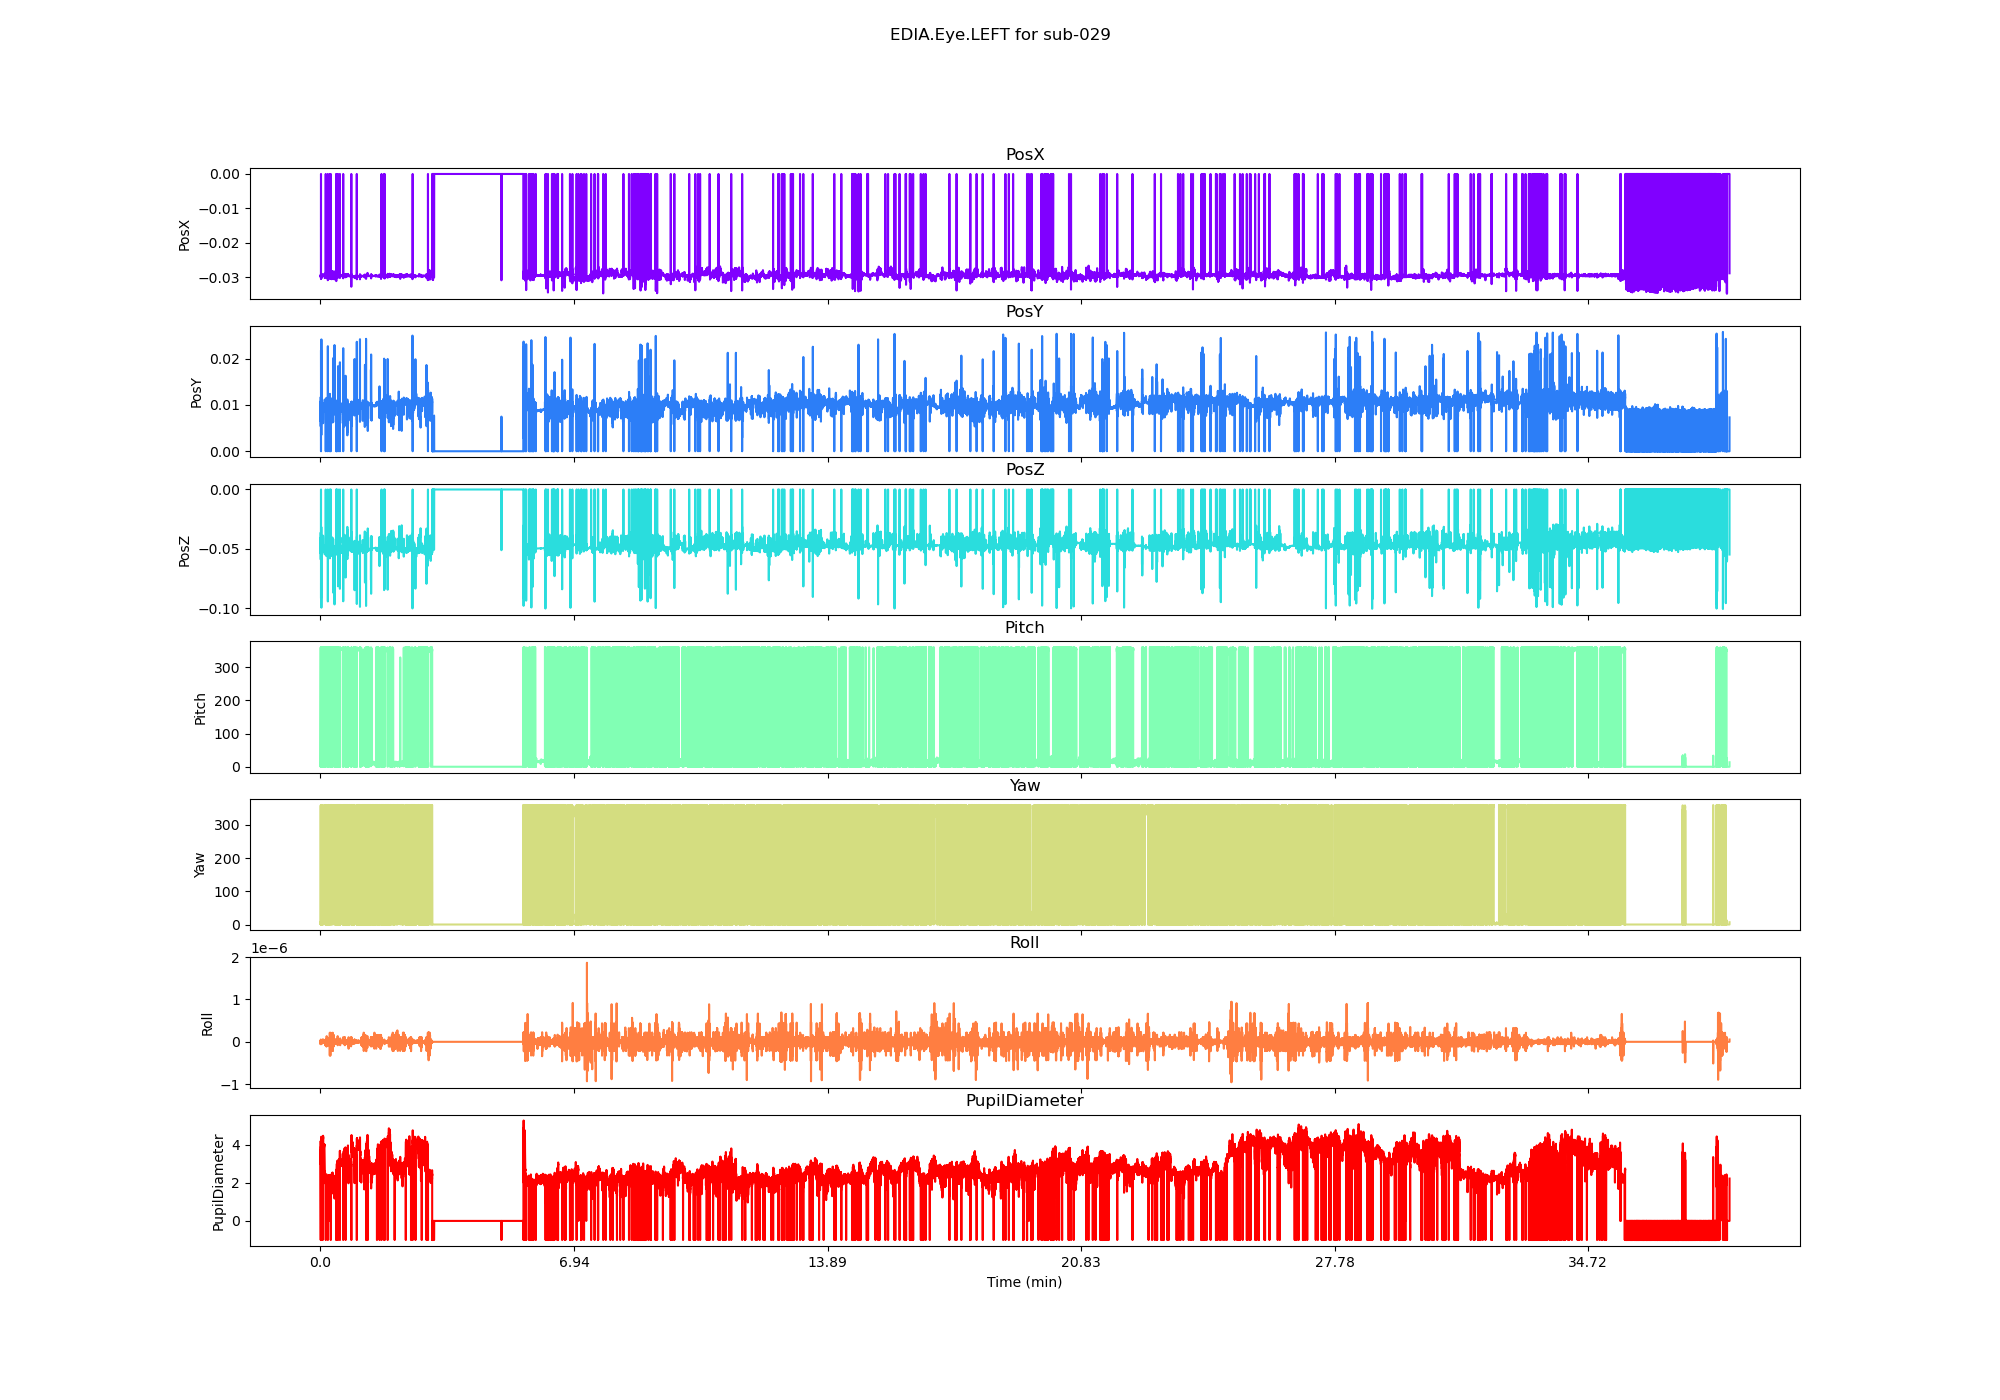 EDIA.Eye.LEFT for sub-029
PosX
0.00
−0.01
−0.02
−0.03
PosX
PosY
0.02
0.01
0.00
PosY
PosZ
0.00
−0.05
−0.10
PosZ
Pitch
300
200
100
0
Pitch
Yaw
300
200
100
0
Yaw
1e−6
Roll
2
1
0
−1
Roll
PupilDiameter
4
2
0
PupilDiameter
0.0 6.94 13.89 20.83 27.78 34.72
Time (min)